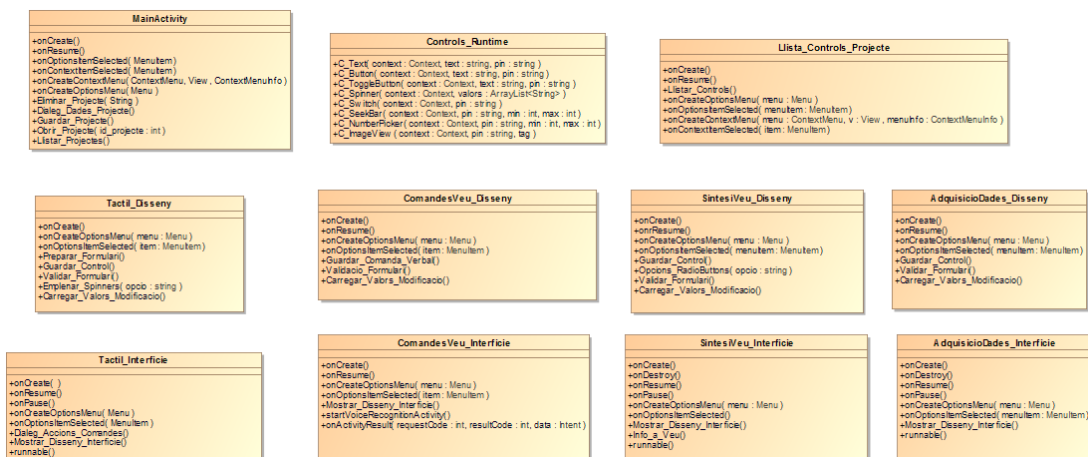 MainActivity
+onCreate()
+onResume()
+onOptionsItemSelected( MenuItem )
+onContextItemSelected( MenuItem )
+onCreateContextMenu( ContextMenu, View , ContextMenuInfo )
+onCreateOptionsMenu( Menu )
+Eliminar_Projecte( String )
+Dialeg_Dades_Projecte()
+Guardar_Projecte()
+Obrir_Projecte( id_projecte : int )
+Llistar_Projectes()
Controls_Runtime
+C_Text( context : Context, text : string, pin : string )
+C_Button( context : Context, text : string, pin : string )
+C_ToggleButton( context : Context, text : string, pin : string )
+C_Spinner( context : Context, valors : ArrayList<String> )
+C_Switch( context : Context, pin : string )
+C_SeekBar( context : Context, pin : string, min : int, max : int )
+C_NumberPicker( context : Context, pin : string, min : int, max : int )
+C_ImageView ( context : Context, pin : string, tag )
Llista_Controls_Projecte
+onCreate()
+onResume()
+Llistar_Controls()
+onCreateOptionsMenu( menu : Menu )
+onOptionsItemSelected( menuitem : MenuItem )
+onCreateContextMenu( menu : ContextMenu, v : View , menuInfo : ContextMenuInfo )
+onContextItemSelected( item : MenuItem )
Tactil_Disseny
+onCreate()
+onCreateOptionsMenu( menu : Menu )
+onOptionsItemSelected( item : MenuItem )
+Preparar_Formulari()
+Guardar_Control()
+Validar_Formulari()
+Emplenar_Spinners( opcio : string )
+Carregar_Valors_Modificacio()
ComandesVeu_Disseny
+onCreate()
+onResume()
+onCreateOptionsMenu( menu : Menu )
+onOptionsItemSelected( item : MenuItem )
+Guardar_Comanda_Verbal()
+Validacio_Formulari()
+Carregar_Valors_Modificacio()
SintesiVeu_Disseny
+onCreate()
+onrResume()
+onCreateOptionsMenu( menu : Menu )
+onOptionsItemSelected( menuItem : MenuItem )
+Guardar_Control()
+Opcions_RadioButtons( opcio : string )
+Validar_Formulari()
+Carregar_Valors_Modificacio()
AdquisicioDades_Disseny
+onCreate()
+onResume()
+onCreateOptionsMenu( menu : Menu )
+onOptionsItemSelected( menuItem : MenuItem )
+Guardar_Control()
+Validar_Formulari()
+Carregar_Valors_Modificacio()
Tactil_Interficie
+onCreate( )
+onResume()
+onPause()
+onCreateOptionsMenu( Menu )
+onOptionsItemSelected( MenuItem )
+Dialeg_Accions_Comandes()
+Mostrar_Disseny_Interficie()
+runnable()
ComandesVeu_Interficie
+onCreate()
+onResume()
+onCreateOptionsMenu( menu : Menu )
+onOptionsItemSelected( item : MenuItem )
+Mostrar_Disseny_Interficie()
+startVoiceRecognitionActivity()
+onActivityResult( requestCode : int, resultCode : int, data : Intent )
SintesiVeu_Interficie
+onCreate()
+onDestroy()
+onResume()
+onPause()
+onCreateOptionsMenu( menu : Menu )
+onOptionsItemSelected()
+Mostrar_Disseny_Interficie()
+Info_a_Veu()
+runnable()
AdquisicioDades_Interficie
+onCreate()
+onDestroy()
+onResume()
+onPause()
+onCreateOptionsMenu( menu : Menu )
+onOptionsItemSelected( menuItem : MenuItem )
+Mostrar_Disseny_Interficie()
+runnable()